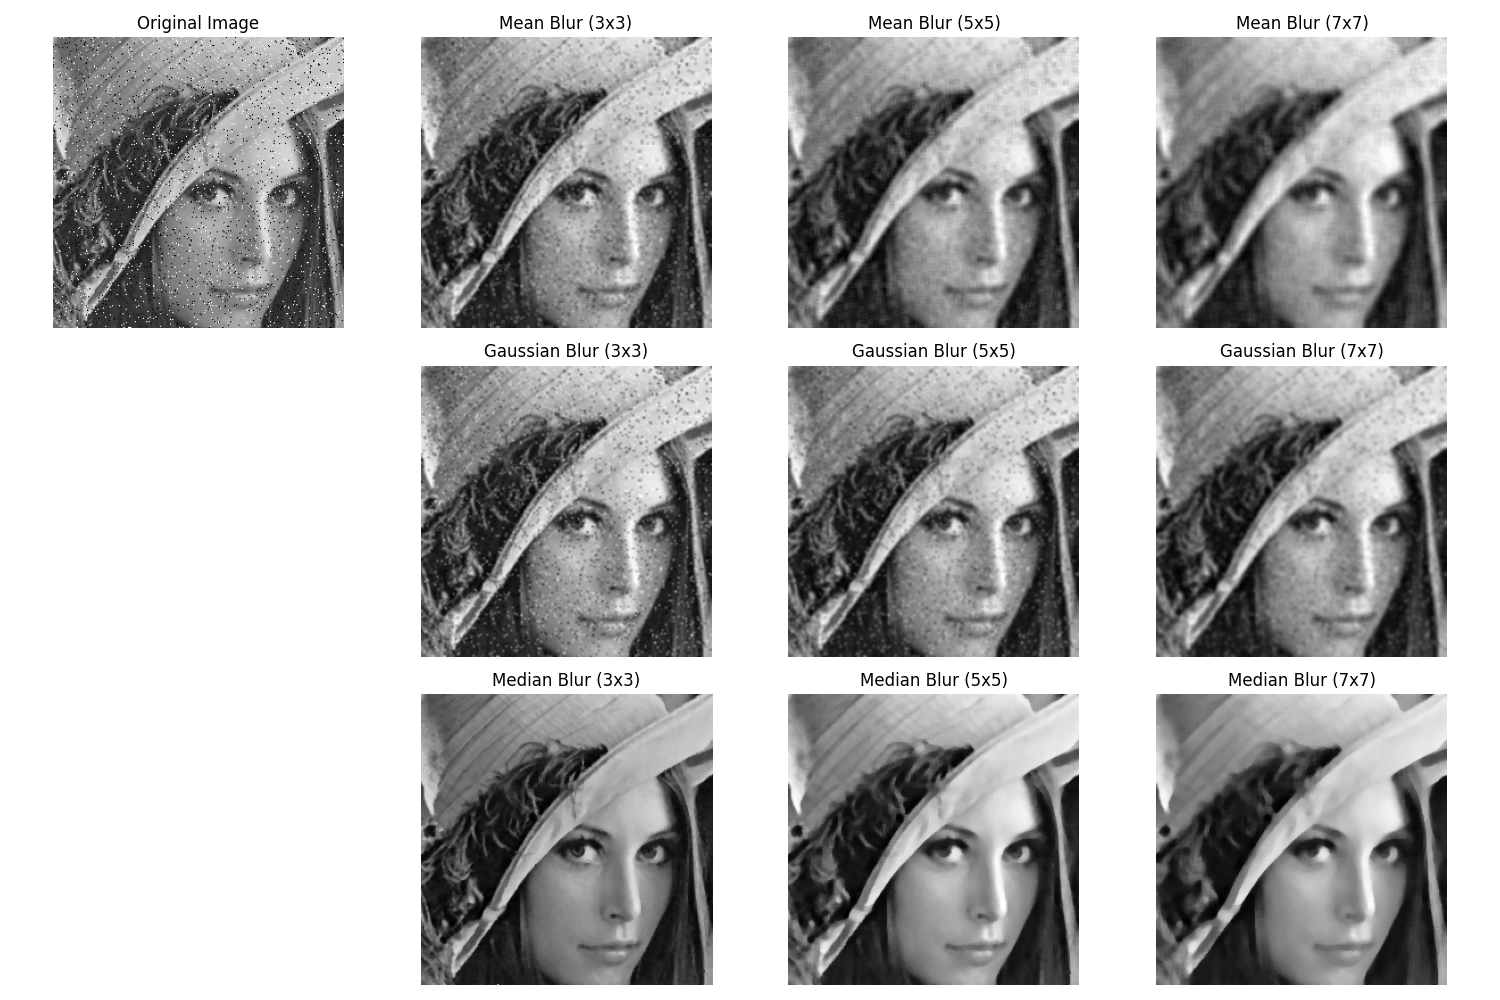 Original Image
Mean Blur (3x3)
Mean Blur (5x5)
Mean Blur (7x7)
Gaussian Blur (3x3)
Gaussian Blur (5x5)
Gaussian Blur (7x7)
Median Blur (3x3)
Median Blur (5x5)
Median Blur (7x7)